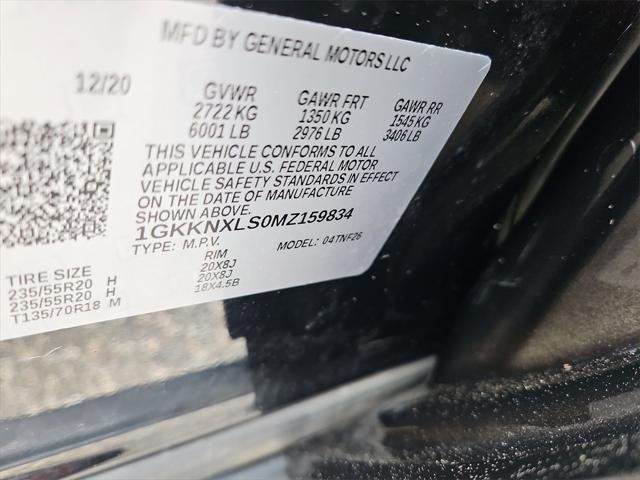 MFD BY GENERAL MOTORS LLC
12/20 GVWR GAWR FRT GAWR RR
2722 KG 1350 KG 1545 KG
6001 LB 2976 LB 3406 LB
THIS VEHICLE CONFORMS TO ALL
APPLICABLE U.S. FEDERAL MOTOR
VEHICLE SAFETY STANDARDS IN EFFECT
ON THE DATE OF MANUFACTURE
SHOWN ABOVE.
1GKKNXLS0MZ159834
TYPE: M.P.V. MODEL: 04TNF26
TIRE SIZE RIM
235/55R20 H 20X8J
235/55R20 H 20X8J
T135/70R18 M 18X4.5B